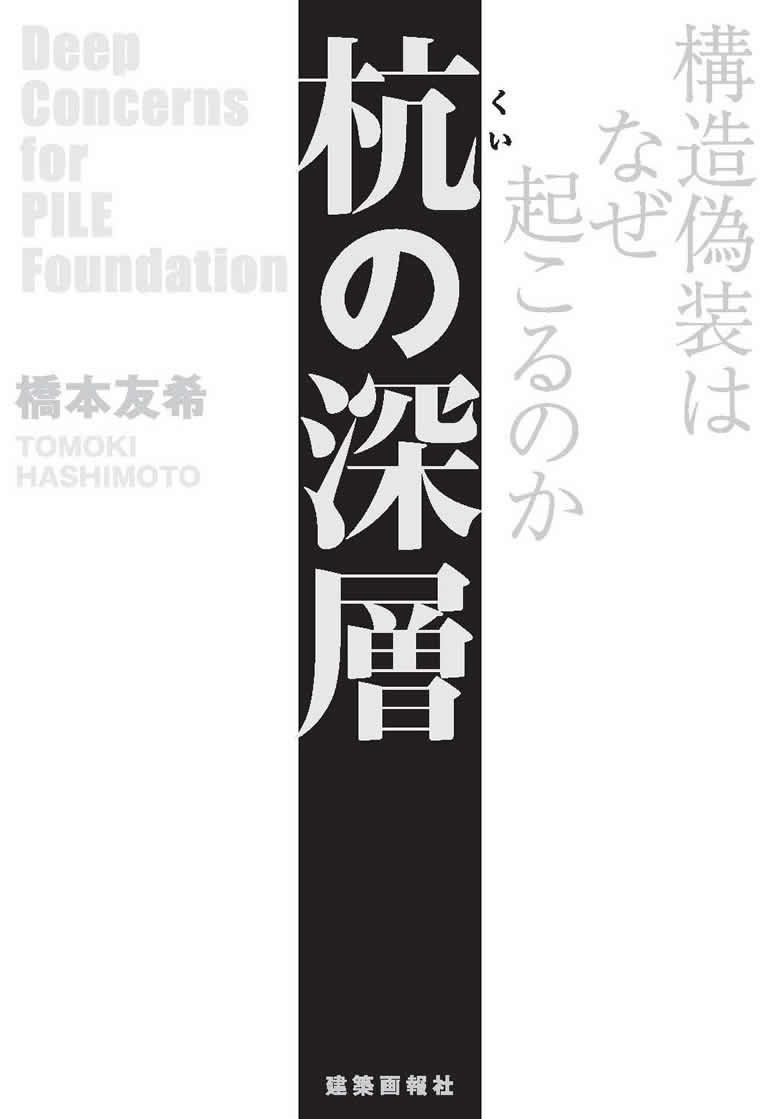 構造偽装は
なぜ
起こるのか
くい
杭の深層
Deep
Concerns
for
PILE
Foundation
橋本友希
TOMOKI
HASHIMOTO
建築画報社